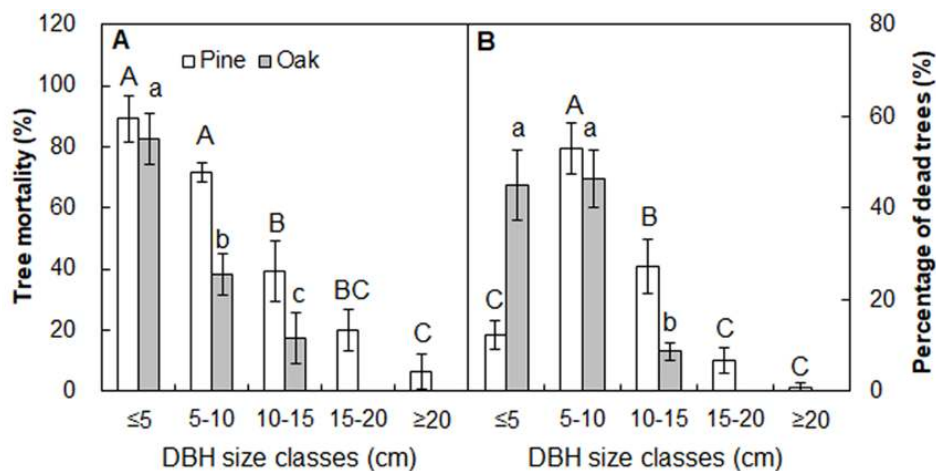 120
100
80
60
40
20
0
Tree mortality (%)
A
Pine Oak
A a
A b
B c
BC
C
≤5 5-10 10-15 15-20 ≥20
DBH size classes (cm)
B
C a
A a
B b
C
C
≤5 5-10 10-15 15-20 ≥20
DBH size classes (cm)
80
60
40
20
0
Percentage of dead trees (%)